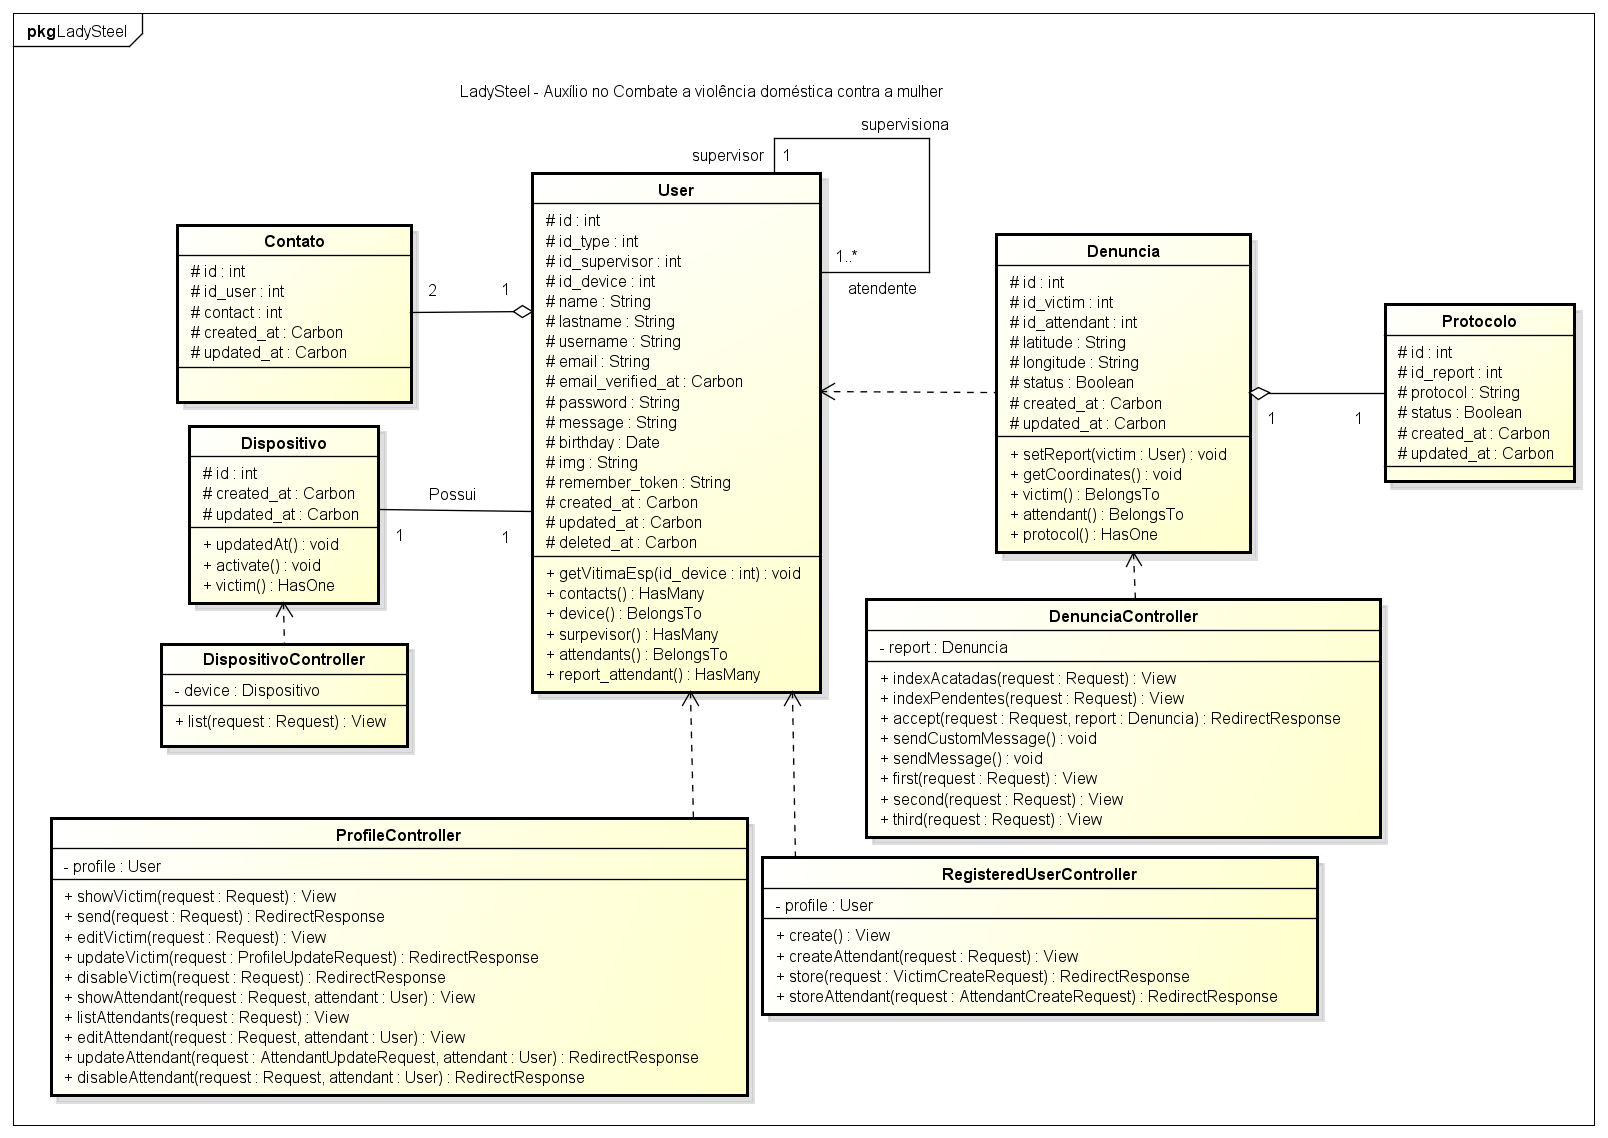 pkgLadySteel
LadySteel - Auxílio no Combate a violência doméstica contra a mulher
supervisiona
supervisor
1
1..*
atendente
User
# id : int
# id_type : int
# id_supervisor : int
# id_device : int
# name : String
# lastname : String
# username : String
# email : String
# email_verified_at : Carbon
# password : String
# message : String
# birthday : Date
# img : String
# remember_token : String
# created_at : Carbon
# updated_at : Carbon
# deleted_at : Carbon
+ getVitimaEsp(id_device : int) : void
+ contacts() : HasMany
+ device() : BelongsTo
+ surpevisor() : HasMany
+ attendants() : BelongsTo
+ report_attendant() : HasMany
Contato
# id : int
# id_user : int
# contact : int
# created_at : Carbon
# updated_at : Carbon
2
1
Dispositivo
# id : int
# created_at : Carbon
# updated_at : Carbon
+ updatedAt() : void
+ activate() : void
+ victim() : HasOne
Possui
1
1
DispositivoController
- device : Dispositivo
+ list(request : Request) : View
Denuncia
# id : int
# id_victim : int
# id_attendant : int
# latitude : String
# longitude : String
# status : Boolean
# created_at : Carbon
# updated_at : Carbon
+ setReport(victim : User) : void
+ getCoordinates() : void
+ victim() : BelongsTo
+ attendant() : BelongsTo
+ protocol() : HasOne
1
1
Protocolo
# id : int
# id_report : int
# protocol : String
# status : Boolean
# created_at : Carbon
# updated_at : Carbon
DenunciaController
- report : Denuncia
+ indexAcatadas(request : Request) : View
+ indexPendentes(request : Request) : View
+ accept(request : Request, report : Denuncia) : RedirectResponse
+ sendCustomMessage() : void
+ sendMessage() : void
+ first(request : Request) : View
+ second(request : Request) : View
+ third(request : Request) : View
ProfileController
- profile : User
+ showVictim(request : Request) : View
+ send(request : Request) : RedirectResponse
+ editVictim(request : Request) : View
+ updateVictim(request : ProfileUpdateRequest) : RedirectResponse
+ disableVictim(request : Request) : RedirectResponse
+ showAttendant(request : Request, attendant : User) : View
+ listAttendants(request : Request) : View
+ editAttendant(request : Request, attendant : User) : View
+ updateAttendant(request : AttendantUpdateRequest, attendant : User) : RedirectResponse
+ disableAttendant(request : Request, attendant : User) : RedirectResponse
RegisteredUserController
- profile : User
+ create() : View
+ createAttendant(request : Request) : View
+ store(request : VictimCreateRequest) : RedirectResponse
+ storeAttendant(request : AttendantCreateRequest) : RedirectResponse